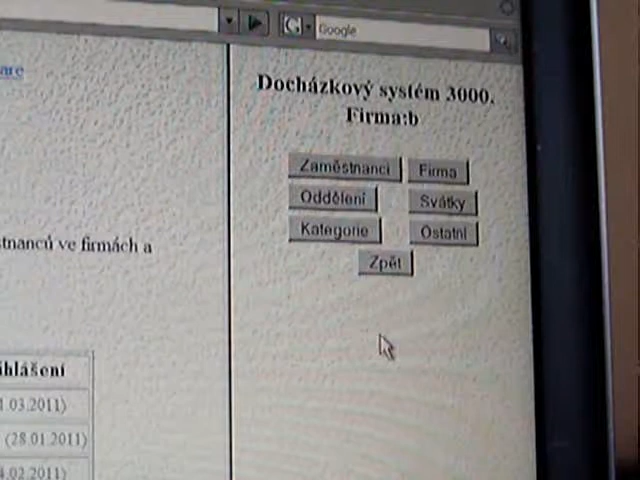 Google
are
Docházkový systém 3000.
Firma:b
Zaměstnanci Firma
Oddělení Svátky
Kategorie Ostatní
Zpět
tnanců ve firmách a
ihlášení
1.03.2011)
(28.01.2011)
4.02.2011)